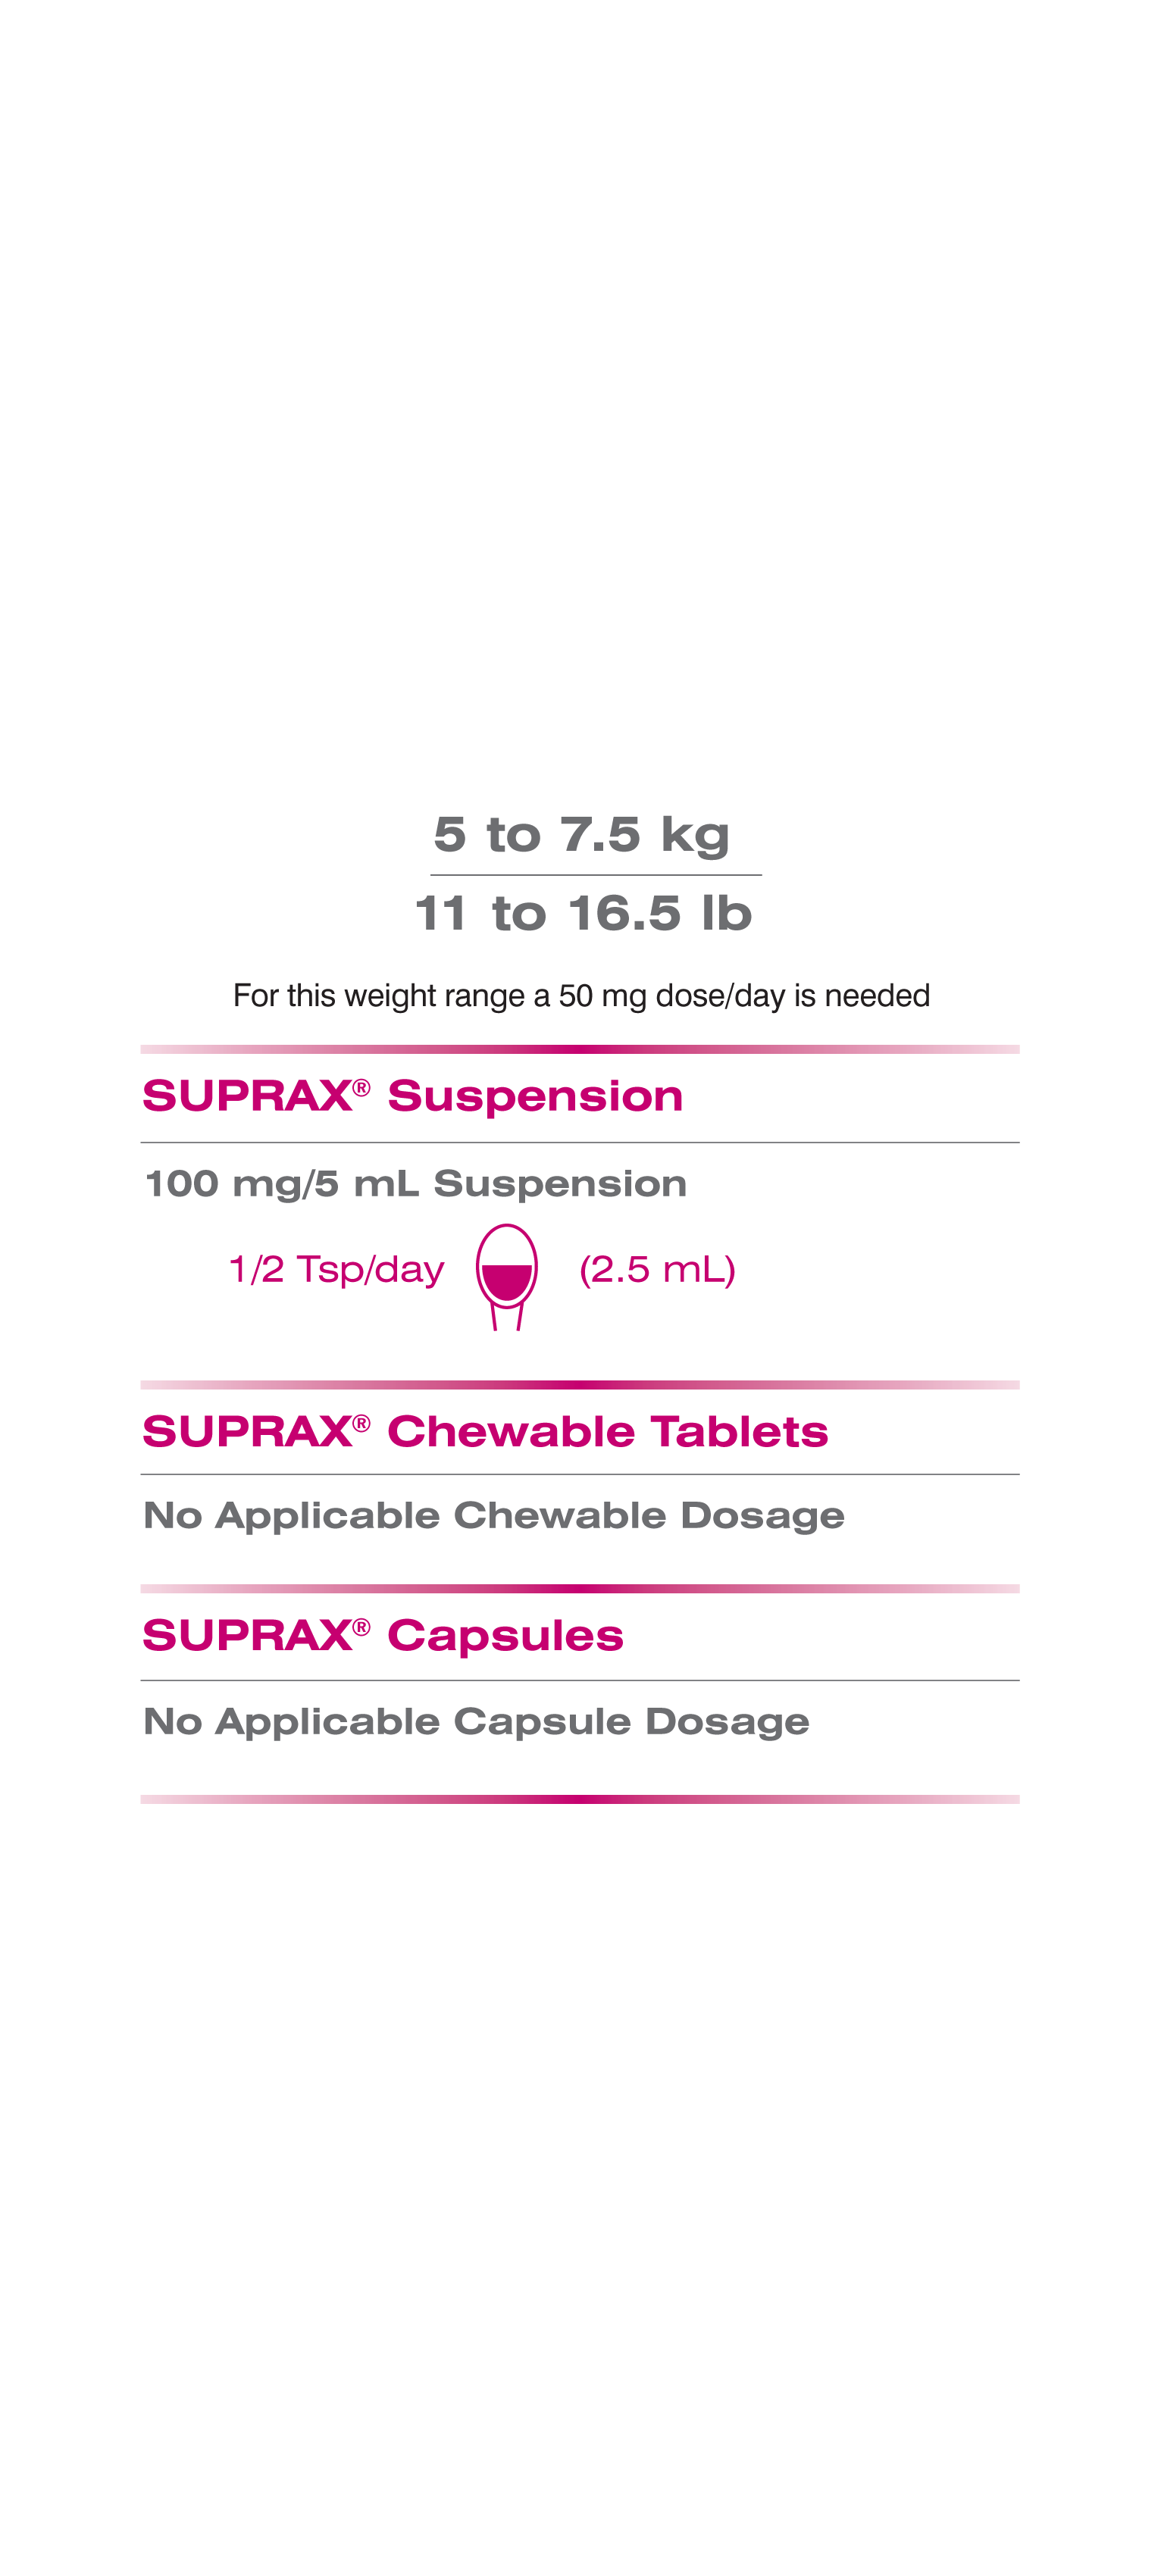 5 to 7.5 kg
11 to 16.5 lb
For this weight range a 50 mg dose/day is needed
SUPRAX® Suspension
100 mg/5 mL Suspension
1/2 Tsp/day (2.5 mL)
SUPRAX® Chewable Tablets
No Applicable Chewable Dosage
SUPRAX® Capsules
No Applicable Capsule Dosage